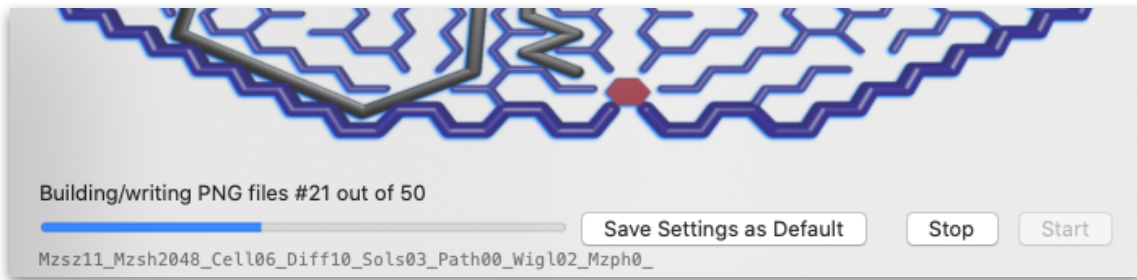 Building/writing PNG files #21 out of 50
Save Settings as Default Stop Start
Mzsz11_Mzsh2048_Cell06_Diff10_Sols03_Path00_Wigl02_Mzph0_